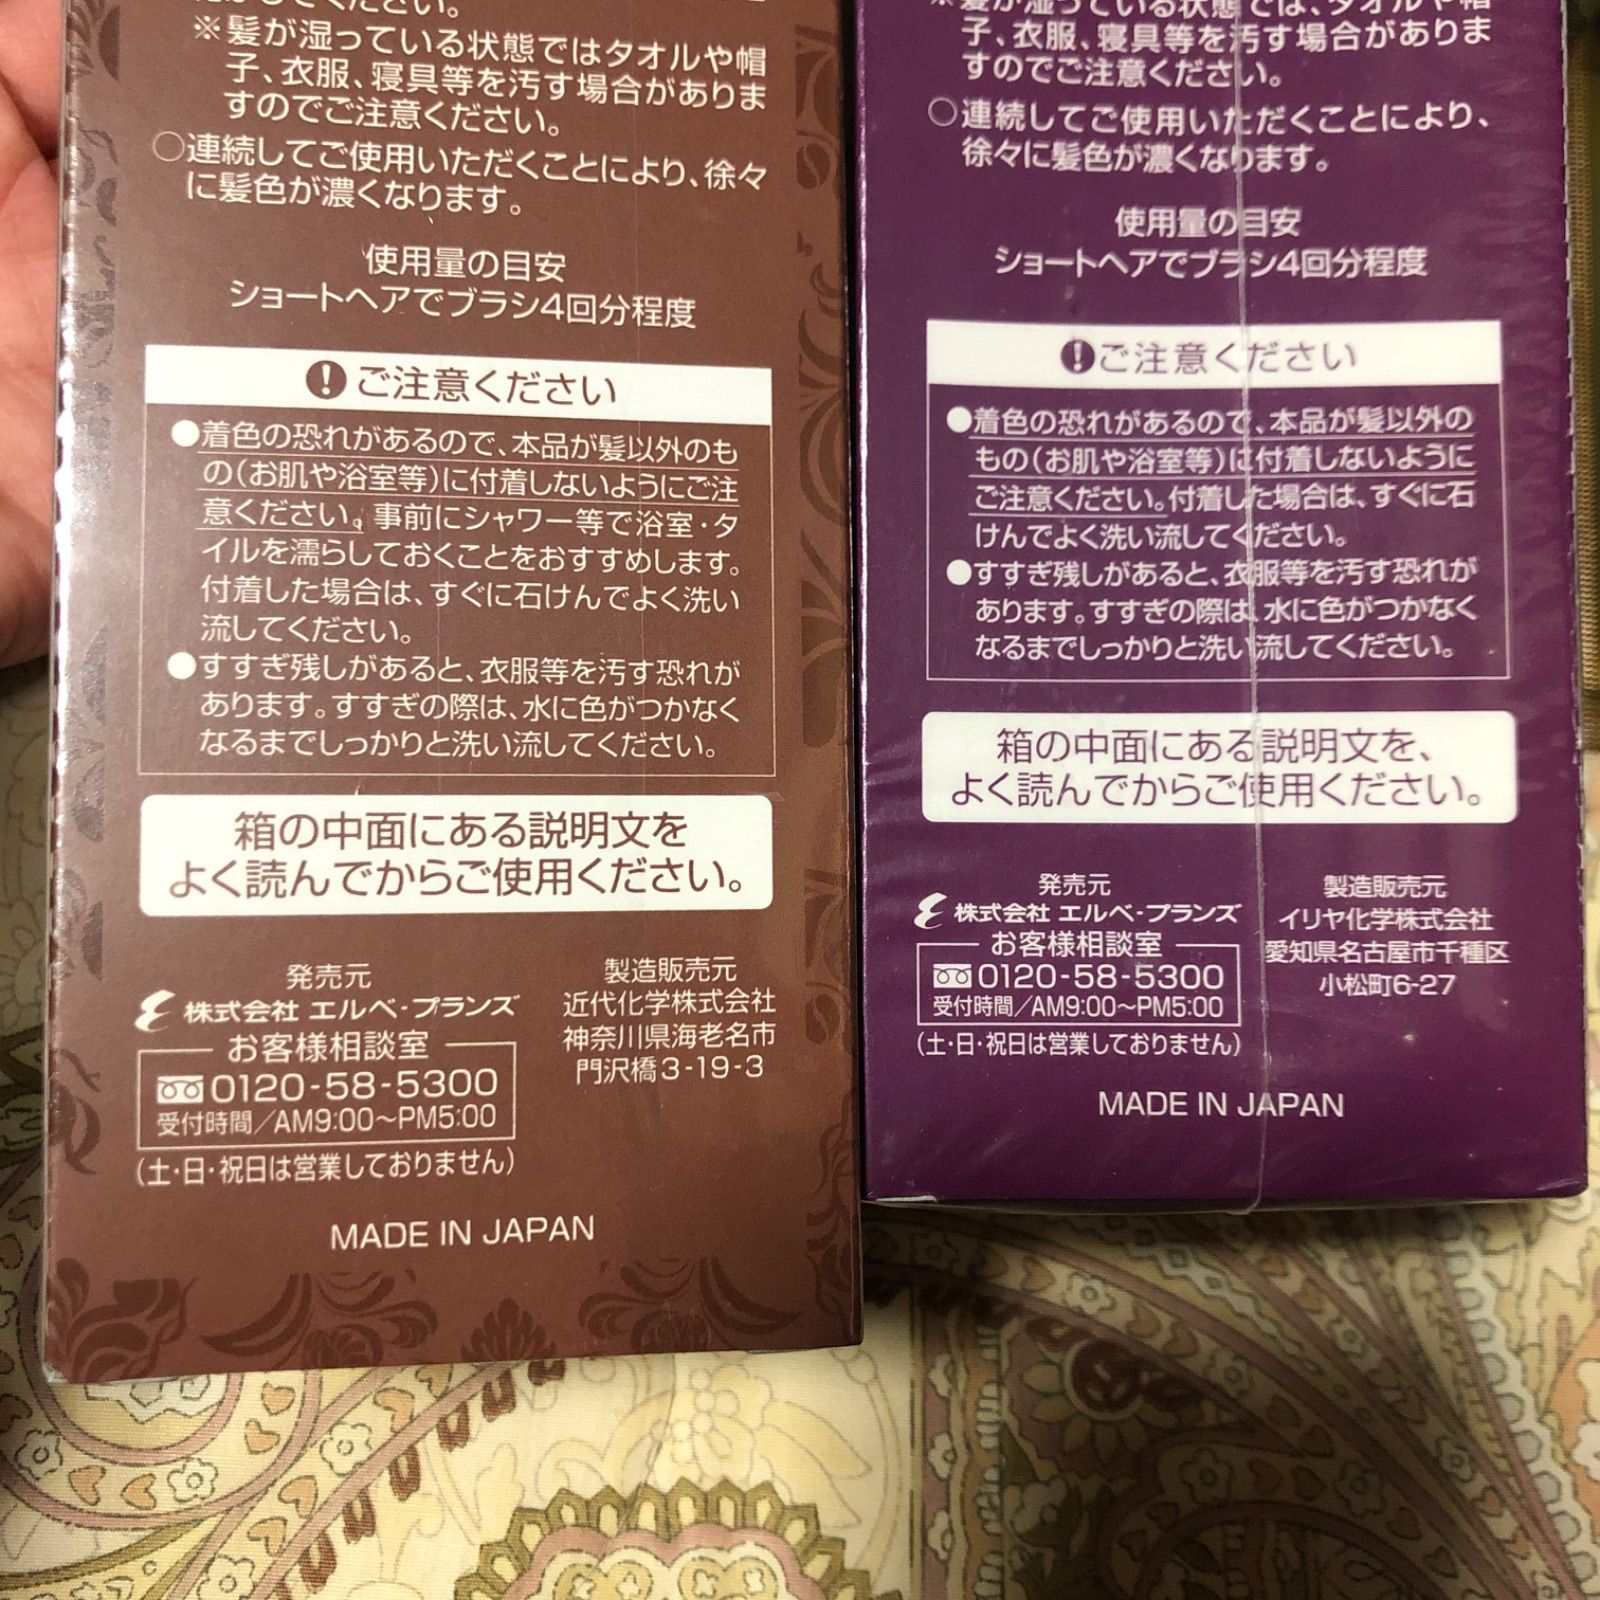 ※髪が湿っている状態ではタオルや帽
子、衣服、寝具等を汚す場合がありま
すのでご注意ください。
○連続してご使用いただくことにより、徐々
に髪色が濃くなります。
使用量の目安
ショートヘアでブラシ4回分程度
!ご注意ください
●着色の恐れがあるので、本品が髪以外のも
の(お肌や浴室等)に付着しないようにご注
意ください。事前にシャワー等で浴室・タ
イルを濡らしておくことをおすすめします。
付着した場合は、すぐに石けんでよく洗い
流してください。
●すすぎ残しがあると、衣服等を汚す恐れが
あります。すすぎの際は、水に色がつかなく
なるまでしっかりと洗い流してください。
箱の中面にある説明文を
よく読んでからご使用ください。
発売元
株式会社 エルベ・プランズ
お客様相談室
0120-58-5300
受付時間/AM9:00〜PM5:00
(土・日・祝日は営業しておりません)
製造販売元
近代化学株式会社
神奈川県海老名市
門沢橋3-19-3
MADE IN JAPAN
※髪が湿っている状態では、タオルや帽
子、衣服、寝具等を汚す場合がありま
すのでご注意ください。
○連続してご使用いただくことにより、
徐々に髪色が濃くなります。
使用量の目安
ショートヘアでブラシ4回分程度
!ご注意ください
●着色の恐れがあるので、本品が髪以外の
もの(お肌や浴室等)に付着しないように
ご注意ください。付着した場合は、すぐに石
けんでよく洗い流してください。
●すすぎ残しがあると、衣服等を汚す恐れが
あります。すすぎの際は、水に色がつかなく
なるまでしっかりと洗い流してください。
箱の中面にある説明文を、
よく読んでからご使用ください。
発売元
株式会社 エルベ・プランズ
お客様相談室
0120-58-5300
受付時間/AM9:00〜PM5:00
(土・日・祝日は営業しておりません)
製造販売元
イリヤ化学株式会社
愛知県名古屋市千種区
小松町6-27
MADE IN JAPAN